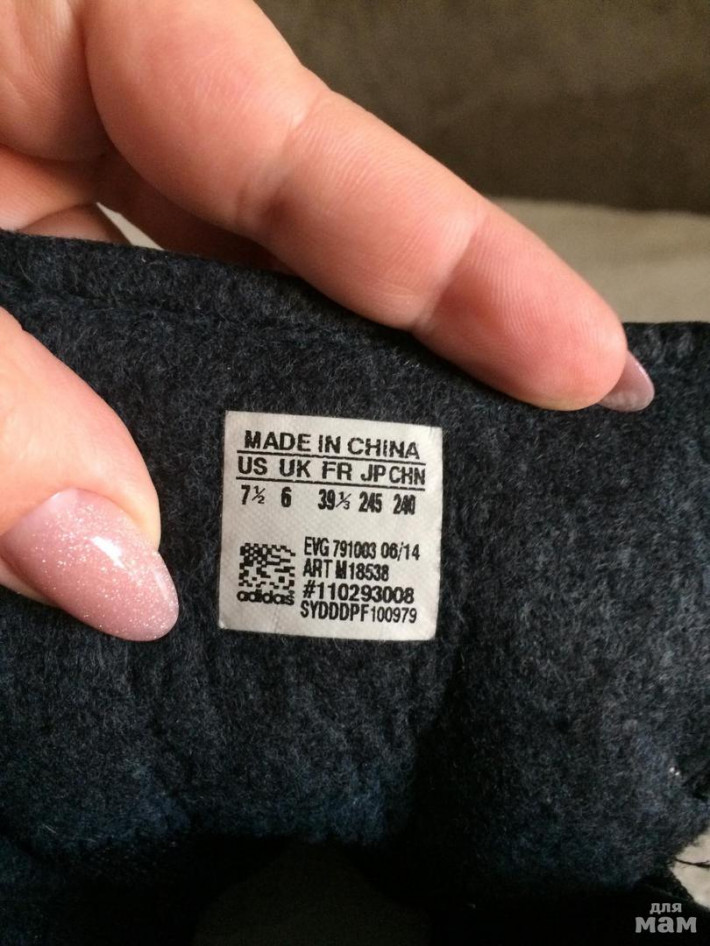 MADE IN CHINA
US UK FR JP CHN
7½ 6 39⅓ 245 240
EVG 791003 06/14
ART M18538
#110293008
adidas
SYDDDPF100979
для
мам